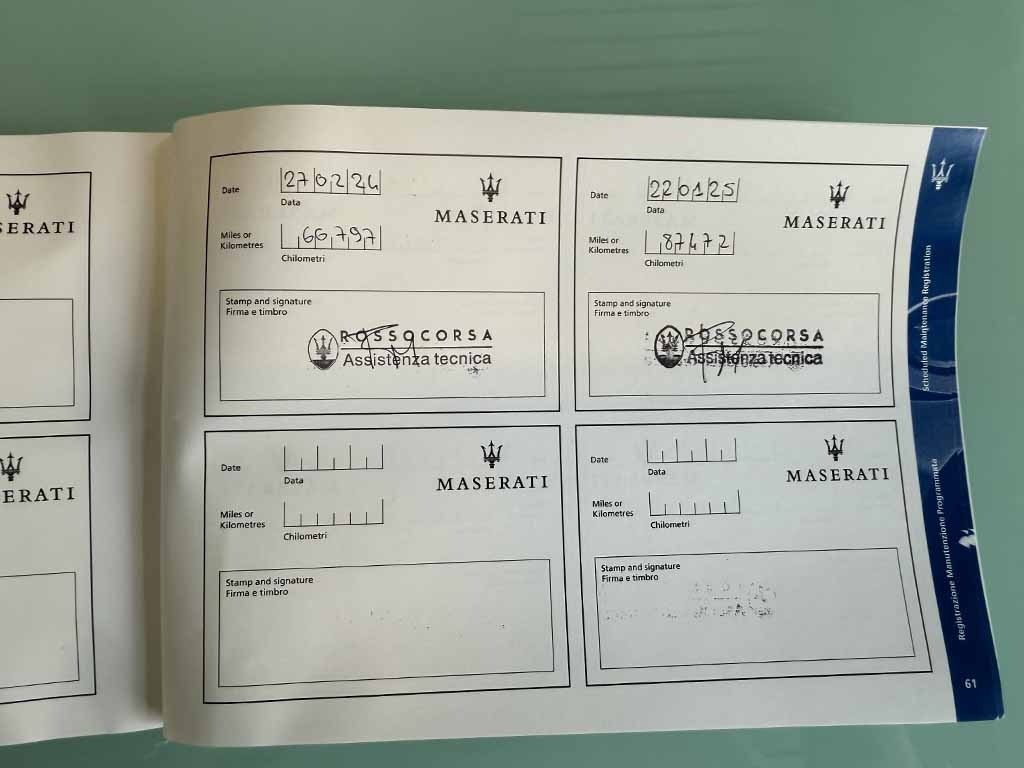 SERATI
ERATI
Date 27 02 24
Data
MASERATI
Miles or
Kilometres
66797
Chilometri
Stamp and signature
Firma e timbro
ROSSOCORSA
Assistenza tecnica
Date 22 01 25
Data
MASERATI
Miles or
Kilometres
87472
Chilometri
Stamp and signature
Firma e timbro
ROSSOCORSA
Assistenza tecnica
Date
Data
MASERATI
Miles or
Kilometres
Chilometri
Stamp and signature
Firma e timbro
Date
Data
MASERATI
Miles or
Kilometres
Chilometri
Stamp and signature
Firma e timbro
Scheduled Maintenance Registration
Registrazione Manutenzione Programmata
61